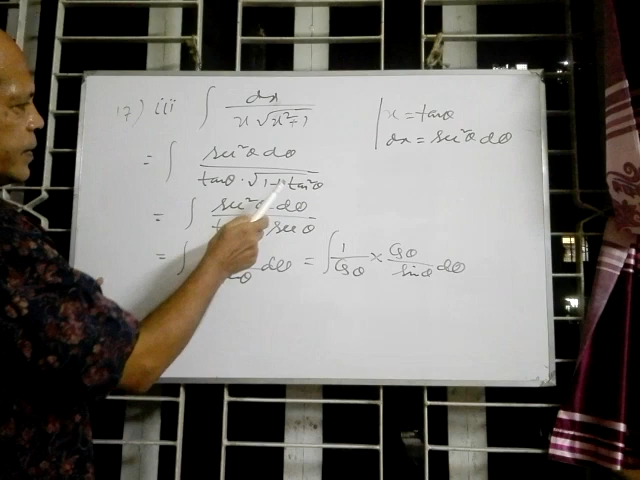 17) iii ∫ dx / x √(x²+1)
x = tanθ
dx = sec²θ dθ
= ∫ sec²θ dθ / tanθ · √1+tan²θ
= ∫ sec²θ dθ / secθ
= ∫ dθ = ∫ 1/cosθ × cosθ/sinθ dθ